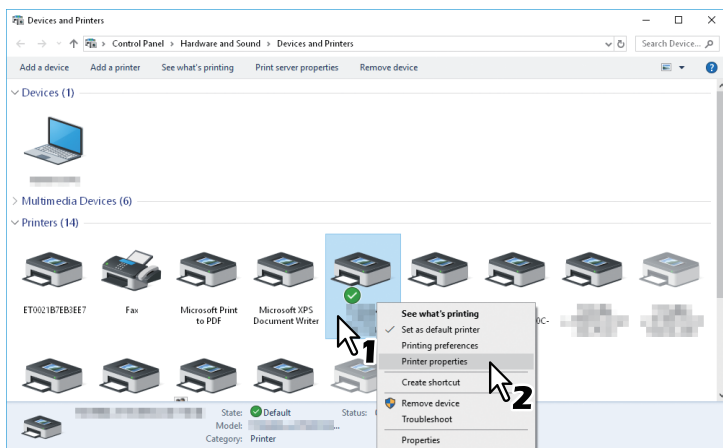 Devices and Printers
Control Panel > Hardware and Sound > Devices and Printers
Search Device...
Add a device Add a printer See what's printing Print server properties Remove device
Devices (1)
Multimedia Devices (6)
Printers (14)
ET0021B7EB3EE7 Fax Microsoft Print to PDF Microsoft XPS Document Writer
See what's printing
Set as default printer
Printing preferences
Printer properties
Create shortcut
Remove device
Troubleshoot
Properties
1
2
State: Default Status:
Model: ...
Category: Printer